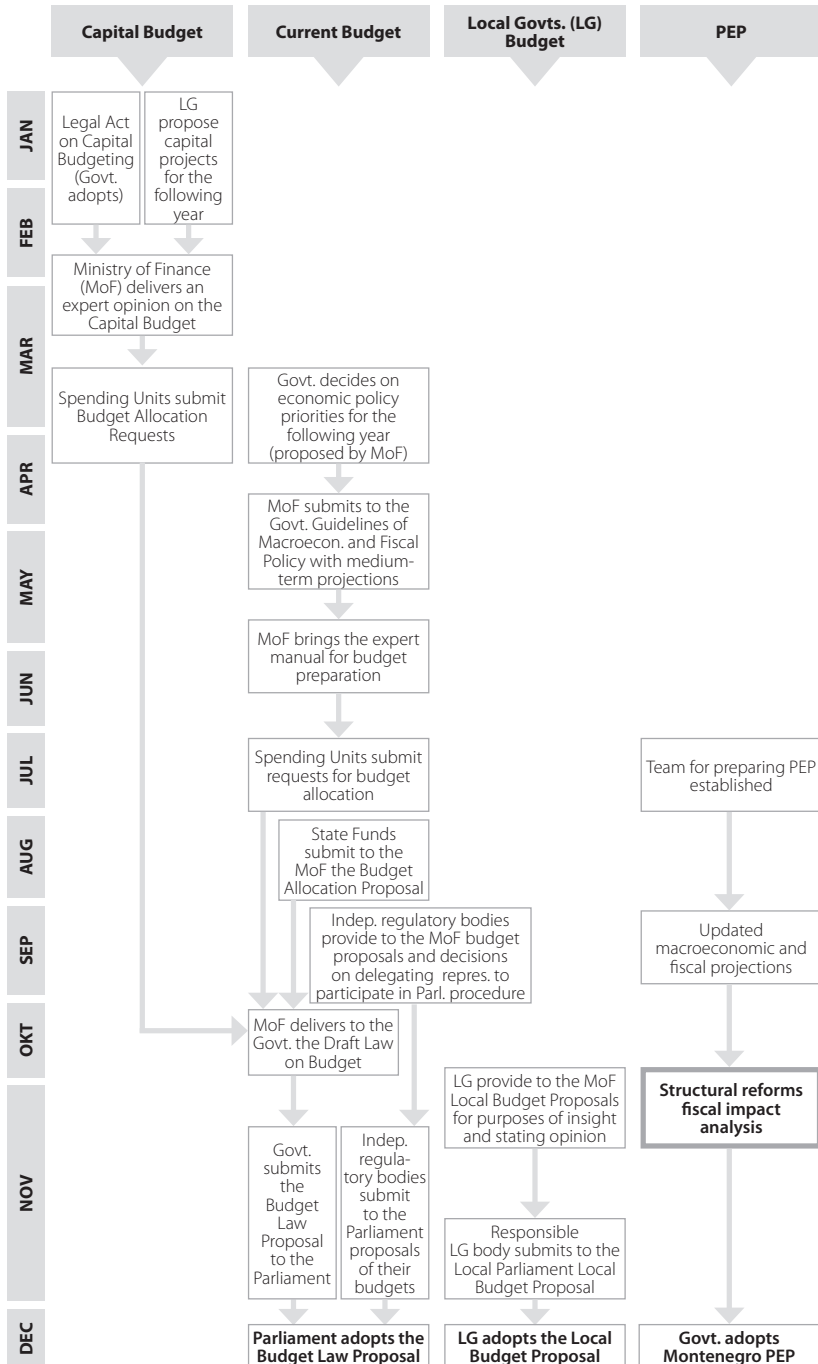 Capital Budget
Current Budget
Local Govts. (LG)
Budget
PEP
JAN
FEB
MAR
APR
MAY
JUN
JUL
AUG
SEP
OKT
NOV
DEC
Legal Act
on Capital
Budgeting
(Govt.
adopts)
LG
propose
capital
projects
for the
following
year
Ministry of Finance
(MoF) delivers an
expert opinion on the
Capital Budget
Spending Units submit
Budget Allocation
Requests
Govt. decides on
economic policy
priorities for the
following year
(proposed by MoF)
MoF submits to the
Govt. Guidelines of
Macroecon. and Fiscal
Policy with medium-
term projections
MoF brings the expert
manual for budget
preparation
Spending Units submit
requests for budget
allocation
State Funds
submit to the
MoF the Budget
Allocation Proposal
Indep. regulatory bodies
provide to the MoF budget
proposals and decisions
on delegating repres. to
participate in Parl. procedure
MoF delivers to the
Govt. the Draft Law
on Budget
Govt.
submits
the
Budget
Law
Proposal
to the
Parliament
Indep.
regula-
tory bodies
submit
to the
Parliament
proposals
of their
budgets
Parliament adopts the
Budget Law Proposal
LG provide to the MoF
Local Budget Proposals
for purposes of insight
and stating opinion
Responsible
LG body submits to the
Local Parliament Local
Budget Proposal
LG adopts the Local
Budget Proposal
Team for preparing PEP
established
Updated
macroeconomic and
fiscal projections
Structural reforms
fiscal impact
analysis
Govt. adopts
Montenegro PEP